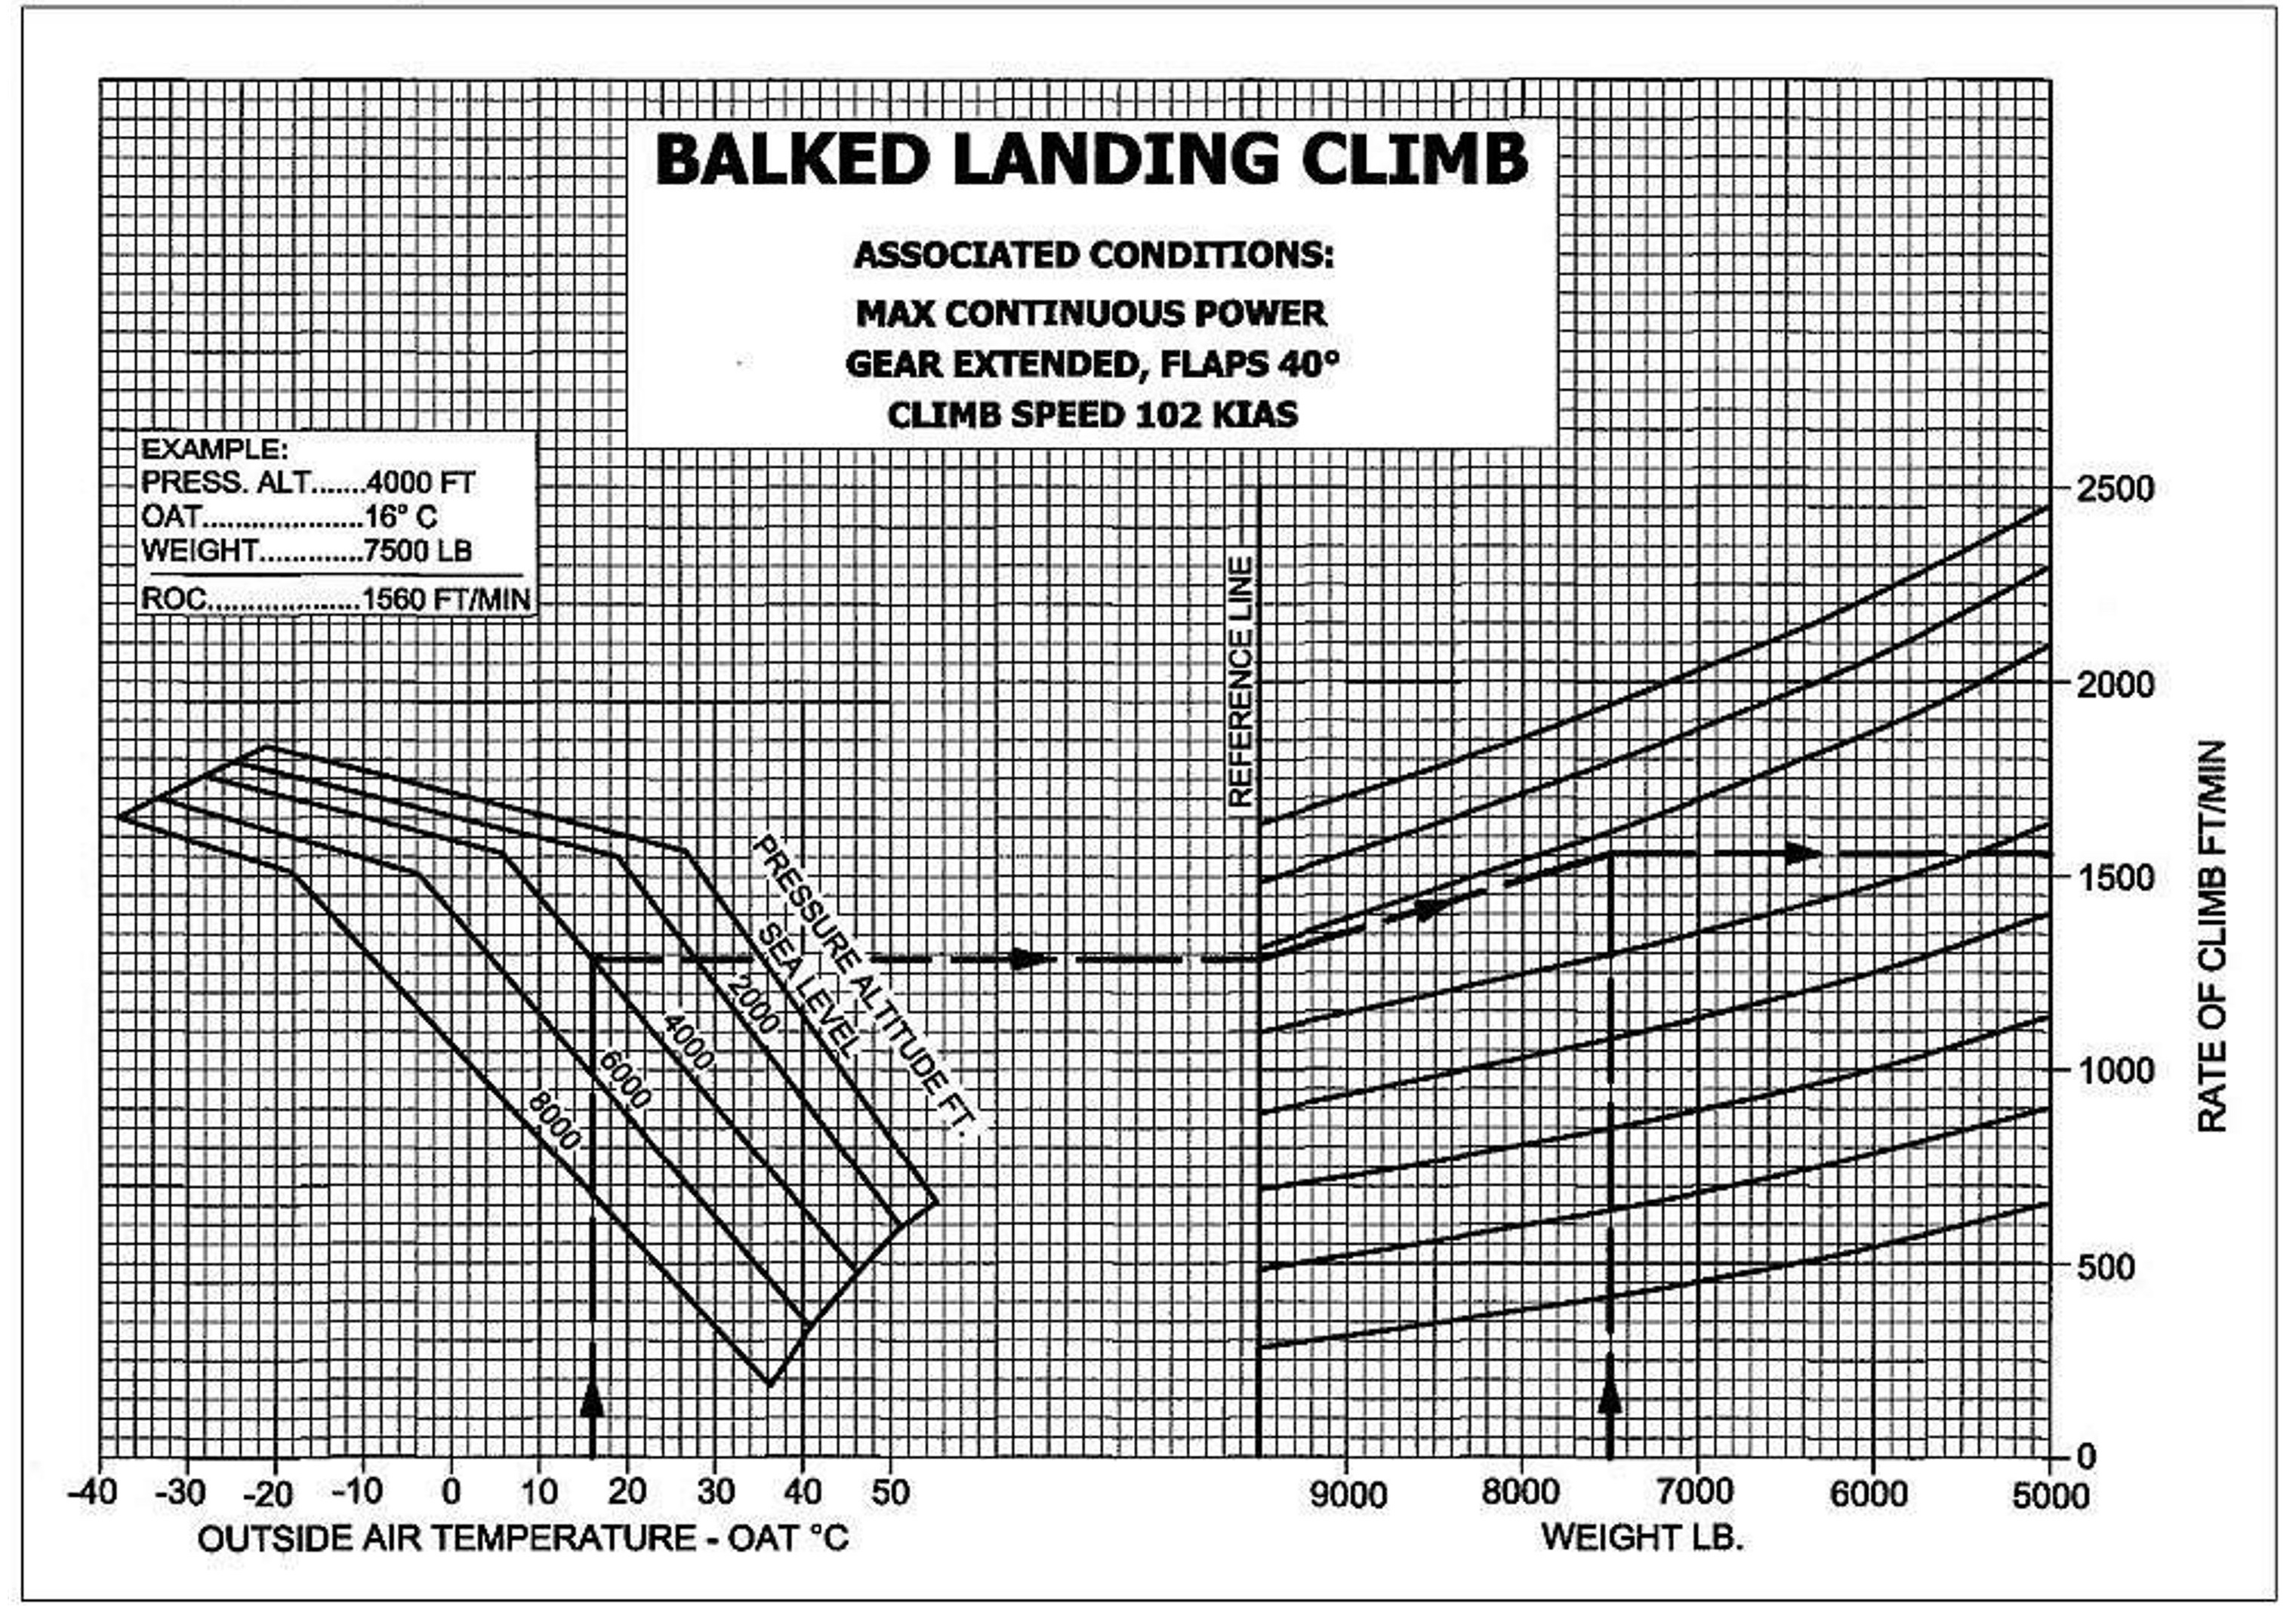 BALKED LANDING CLIMB
ASSOCIATED CONDITIONS:
MAX CONTINUOUS POWER
GEAR EXTENDED, FLAPS 40°
CLIMB SPEED 102 KIAS
EXAMPLE:
PRESS. ALT.......4000 FT
OAT....................16° C
WEIGHT.............7500 LB
ROC...................1560 FT/MIN
REFERENCE LINE
PRESSURE ALTITUDE FT.
SEA LEVEL
2000
4000
6000
8000
2500
2000
1500
1000
500
0
RATE OF CLIMB FT/MIN
-40 -30 -20 -10 0 10 20 30 40 50
OUTSIDE AIR TEMPERATURE - OAT °C
9000 8000 7000 6000 5000
WEIGHT LB.